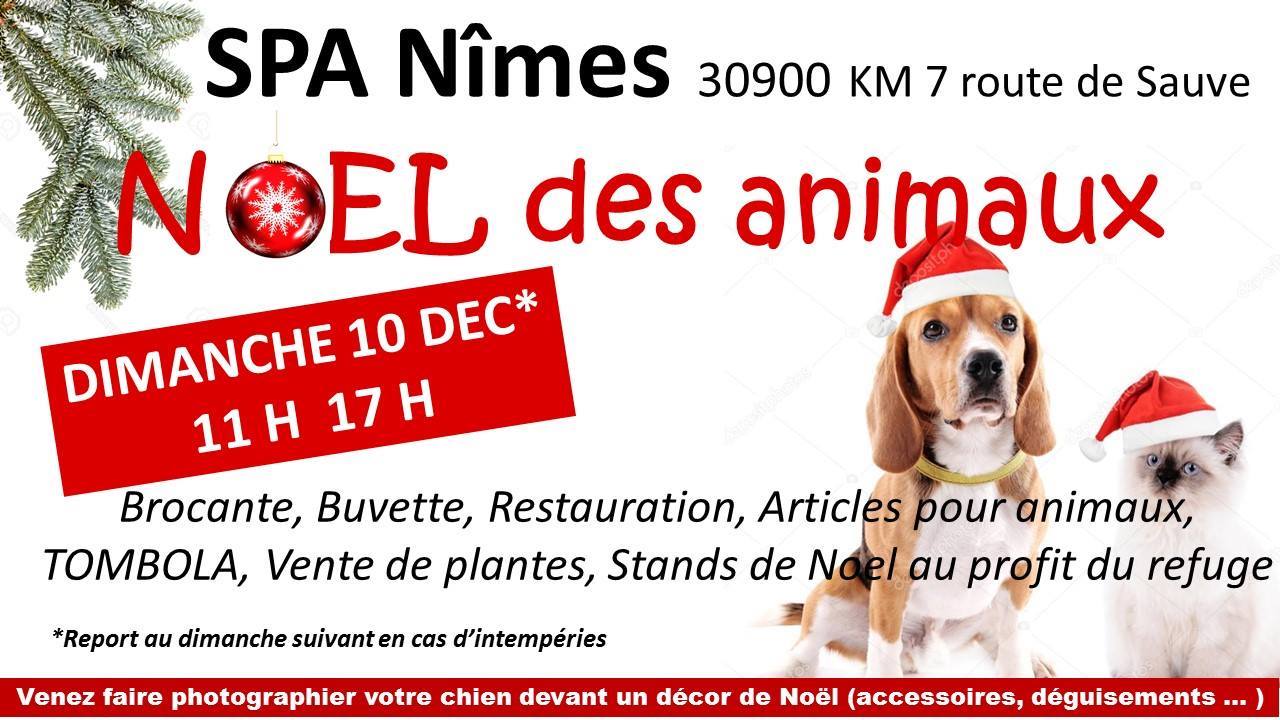 SPA Nîmes 30900 KM 7 route de Sauve
NOEL des animaux
DIMANCHE 10 DEC*
11 H 17 H
Brocante, Buvette, Restauration, Articles pour animaux,
TOMBOLA, Vente de plantes, Stands de Noel au profit du refuge
*Report au dimanche suivant en cas d’intempéries
Venez faire photographier votre chien devant un décor de Noël (accessoires, déguisements ... )